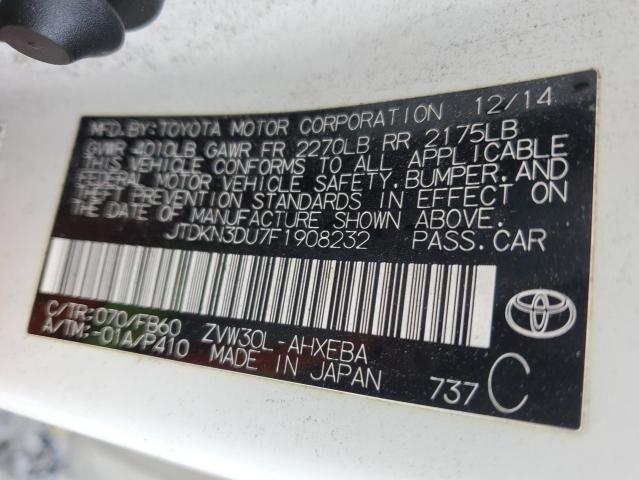 MFD. BY: TOYOTA MOTOR CORPORATION 12/14
GVWR 4010LB GAWR FR 2270LB RR 2175LB
THIS VEHICLE CONFORMS TO ALL APPLICABLE
FEDERAL MOTOR VEHICLE SAFETY, BUMPER, AND
THEFT PREVENTION STANDARDS IN EFFECT ON
THE DATE OF MANUFACTURE SHOWN ABOVE.
JTDKN3DU7F1908232 PASS.CAR
C/TR:070/FB60 ZVW30L-AHXEBA
A/TM:-01A/P410 MADE IN JAPAN
737 C